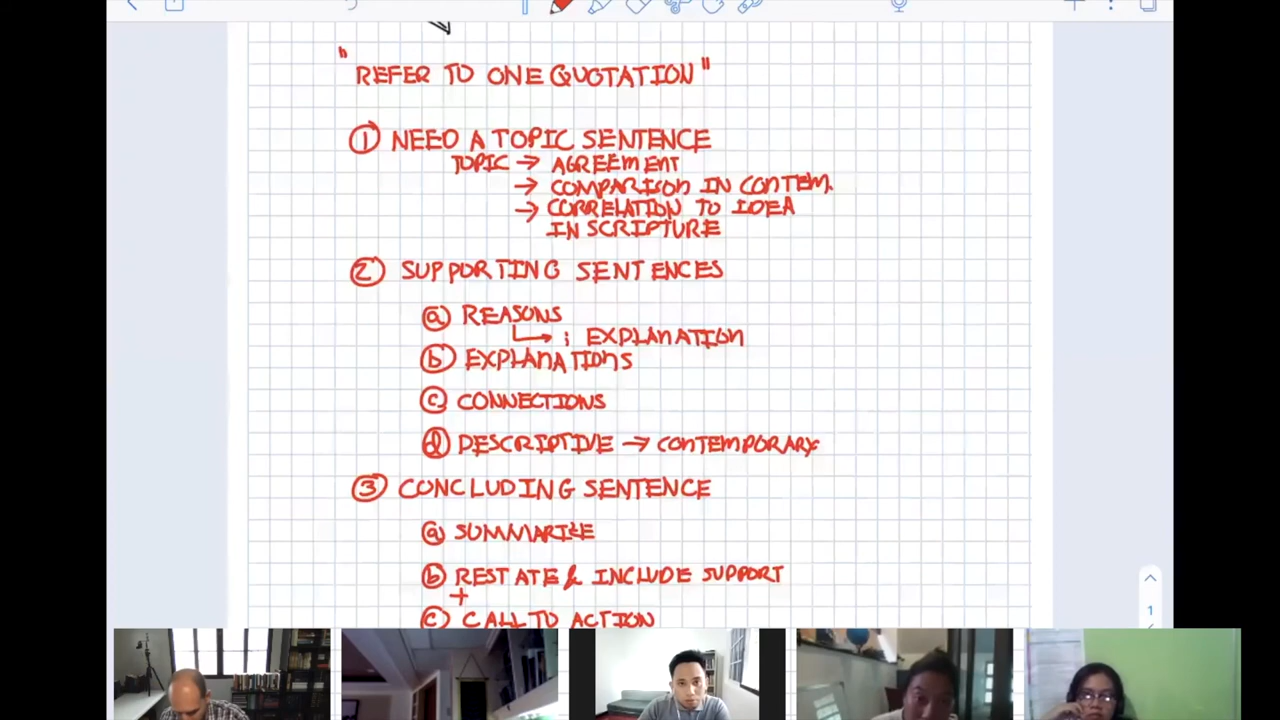 "REFER TO ONE QUOTATION"
① NEED A TOPIC SENTENCE
TOPIC → AGREEMENT
→ COMPARISON IN CONTEM.
→ CORRELATION TO IDEA
IN SCRIPTURE
② SUPPORTING SENTENCES
ⓐ REASONS
↳ ; EXPLANATION
ⓑ EXPLANATIONS
ⓒ CONNECTIONS
ⓓ DESCRIPTIVE → CONTEMPORARY
③ CONCLUDING SENTENCE
ⓐ SUMMARIZE
ⓑ RESTATE & INCLUDE SUPPORT
+
ⓒ CALL TO ACTION
1